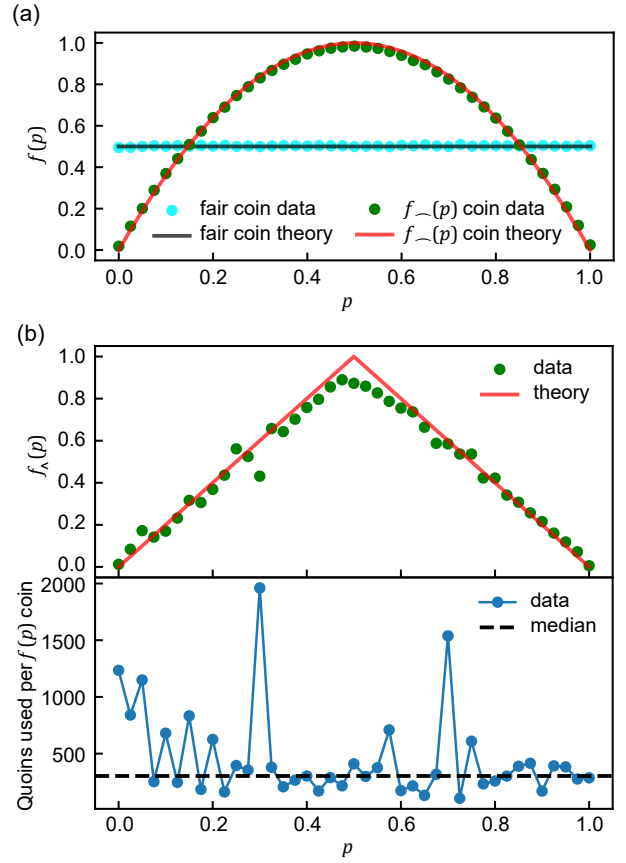 (a)
1.0
0.8
0.6
0.4
0.2
0.0
f(p)
fair coin data
fair coin theory
f⌢(p) coin data
f⌢(p) coin theory
0.0 0.2 0.4 0.6 0.8 1.0
p
(b)
1.0
0.8
0.6
0.4
0.2
0.0
f∧(p)
data
theory
2000
1500
1000
500
Quoins used per f(p) coin
data
median
0.0 0.2 0.4 0.6 0.8 1.0
p